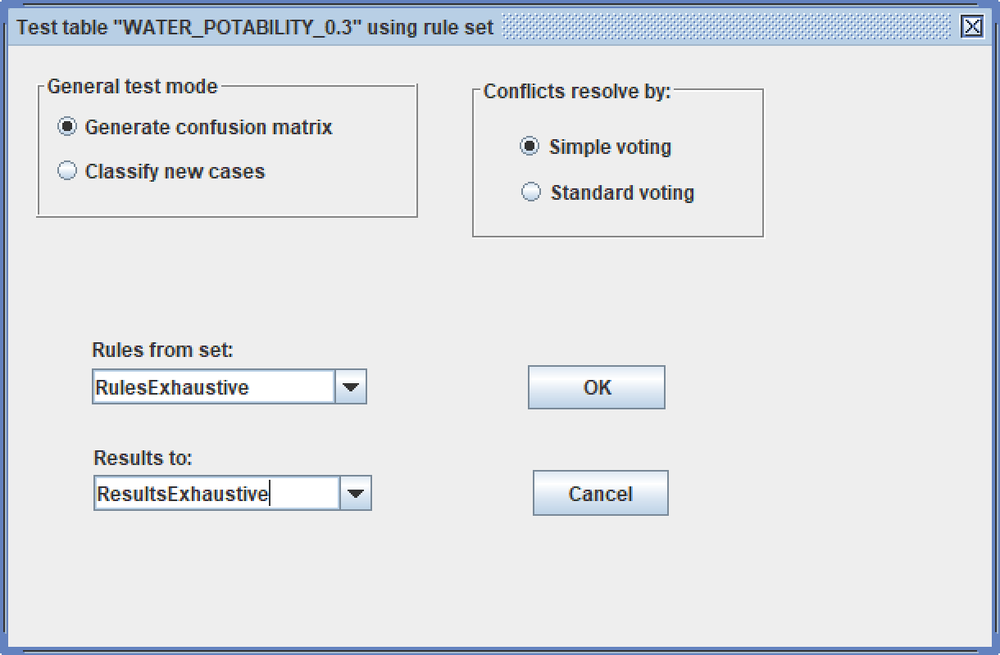 Test table "WATER_POTABILITY_0.3" using rule set
General test mode
Generate confusion matrix
Classify new cases
Conflicts resolve by:
Simple voting
Standard voting
Rules from set:
RulesExhaustive
OK
Results to:
ResultsExhaustive
Cancel